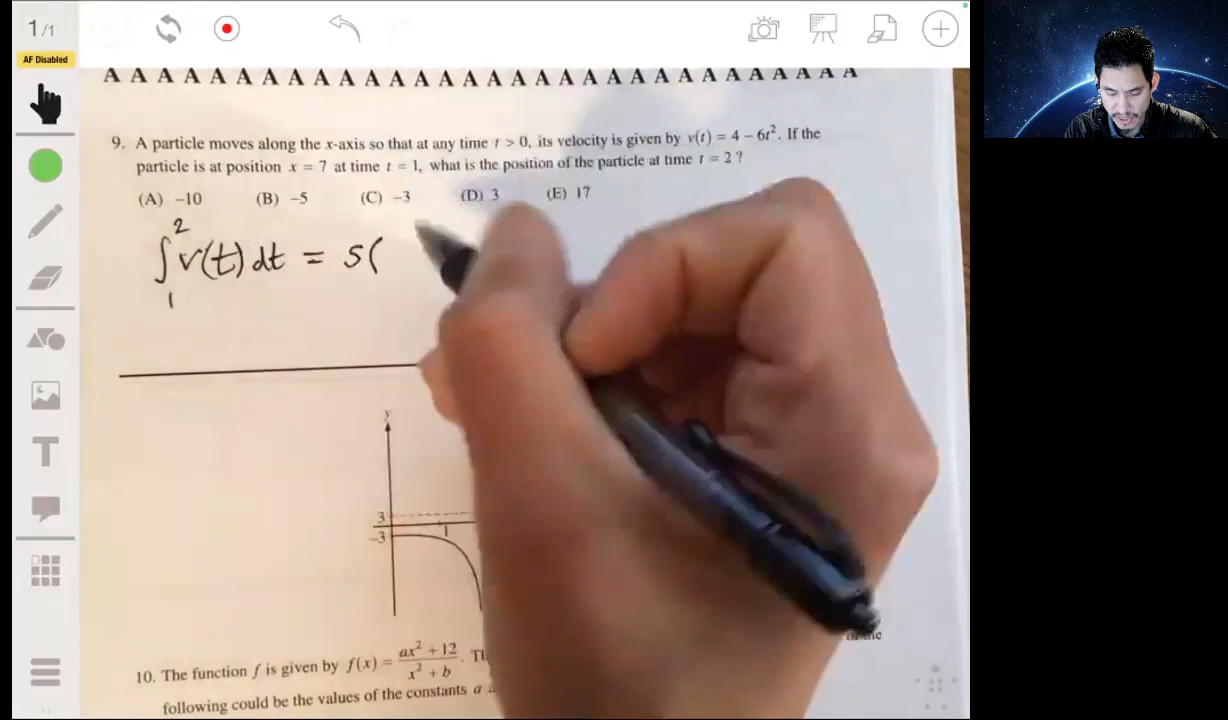 1/1
AF Disabled
A A A A A A A A A A A A A A A A A A A A A A A A A A A A A A A
9. A particle moves along the x-axis so that at any time t > 0, its velocity is given by v(t) = 4 − 6t². If the
particle is at position x = 7 at time t = 1, what is the position of the particle at time t = 2 ?
(A) −10 (B) −5 (C) −3 (D) 3 (E) 17
∫₁² v(t) dt = s(
y
3
1
−3
10. The function f is given by f(x) = (ax² + 12)/(x² + b).
following could be the values of the constants a
T